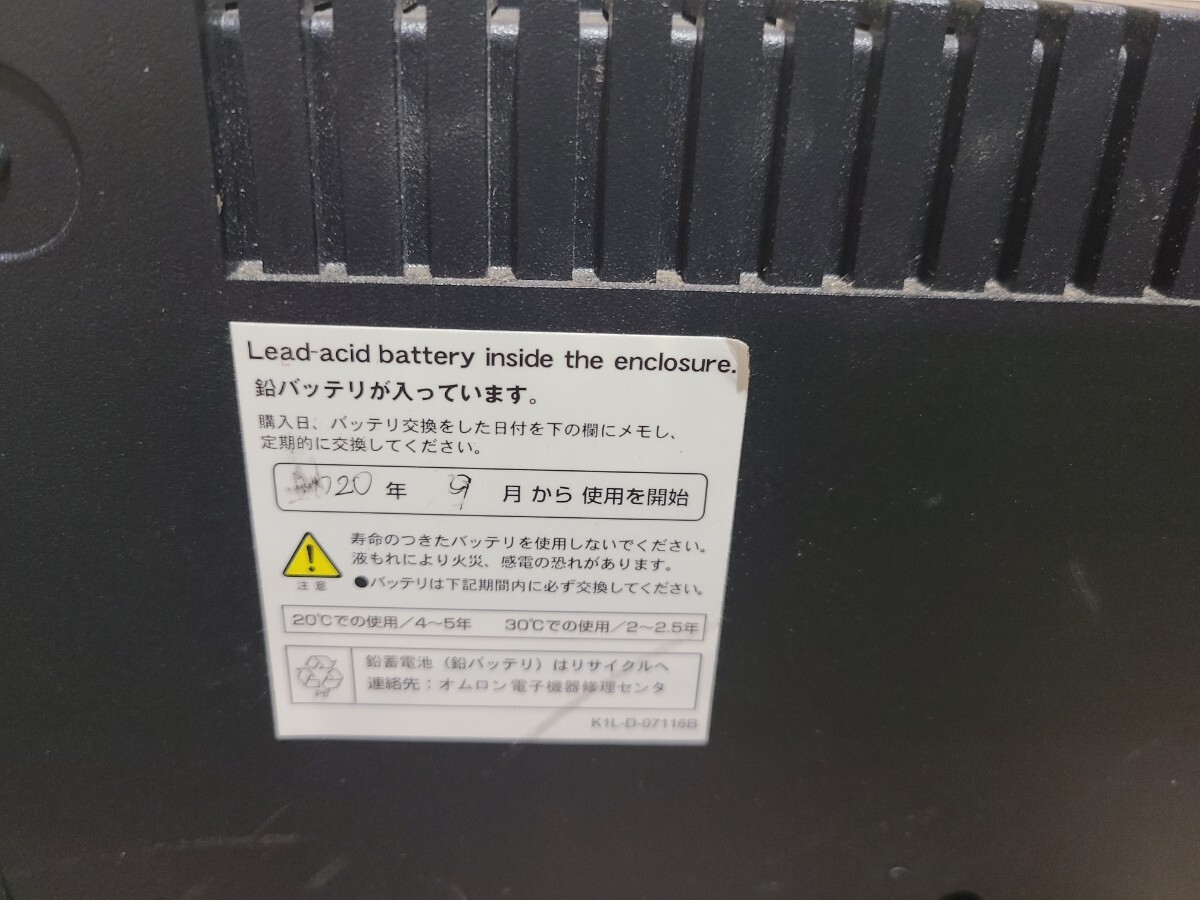 Lead-acid battery inside the enclosure.
鉛バッテリが入っています。
購入日、バッテリ交換をした日付を下の欄にメモし、
定期的に交換してください。
20 年 9 月 から 使用を開始
寿命のつきたバッテリを使用しないでください。
液もれにより火災、感電の恐れがあります。
注意
●バッテリは下記期間内に必ず交換してください。
20℃での使用/4～5年 30℃での使用/2～2.5年
鉛蓄電池（鉛バッテリ）はリサイクルへ
連絡先：オムロン電子機器修理センタ
Pb
K1L-D-07116B